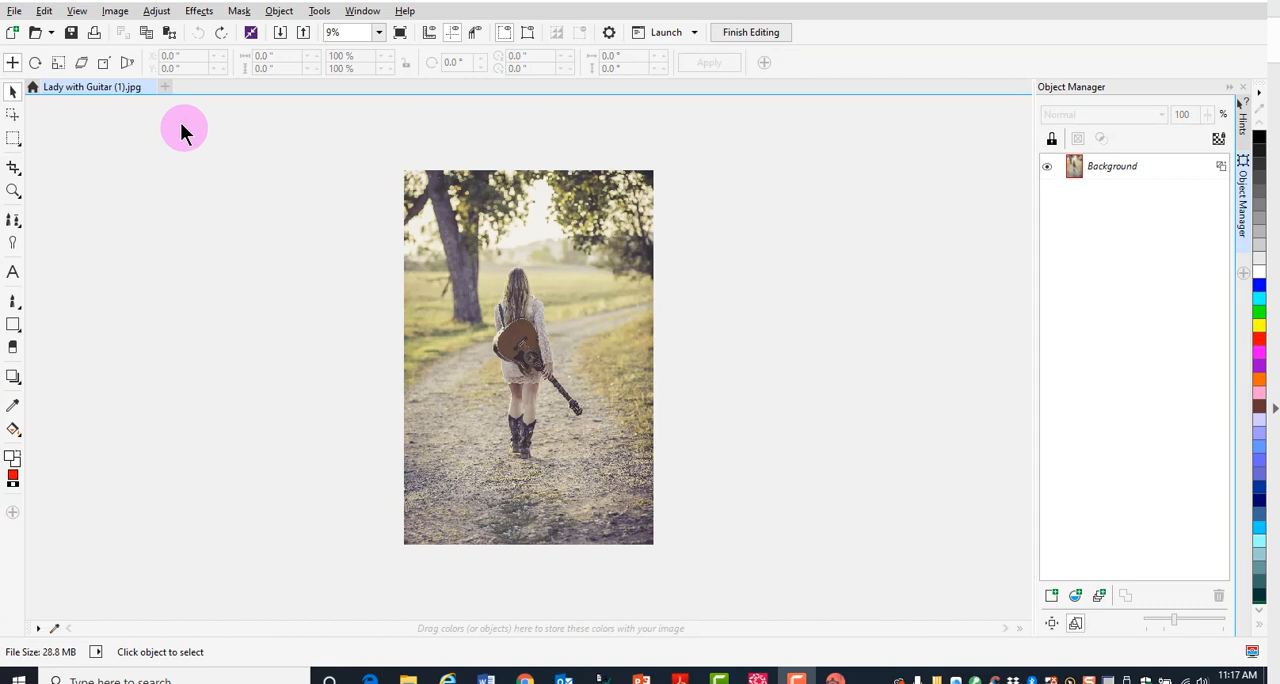 File Edit View Image Adjust Effects Mask Object Tools Window Help
9% Launch Finish Editing
X: 0.0 " 0.0 " 100 % 0.0 ° 0.0 " 0.0 " Apply
Y: 0.0 " 0.0 " 100 % 0.0 " 0.0 "
Lady with Guitar (1).jpg
Object Manager
Normal 100 %
Hints
Background
Object Manager
Drag colors (or objects) here to store these colors with your image
File Size: 28.8 MB Click object to select
Type here to search
11:17 AM